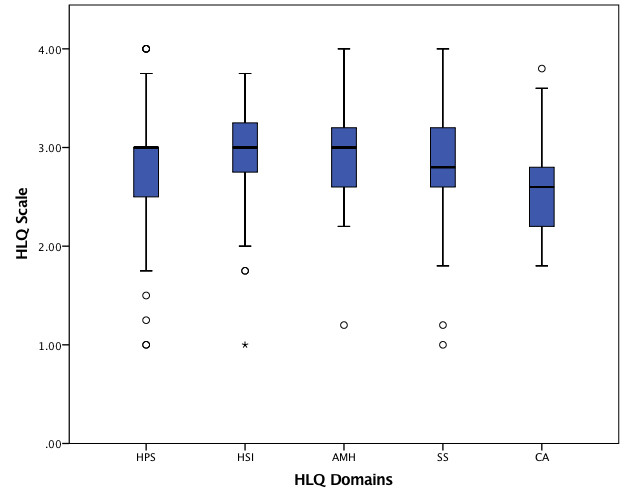 HLQ Scale
4.00
3.00
2.00
1.00
.00
HPS HSI AMH SS CA
HLQ Domains